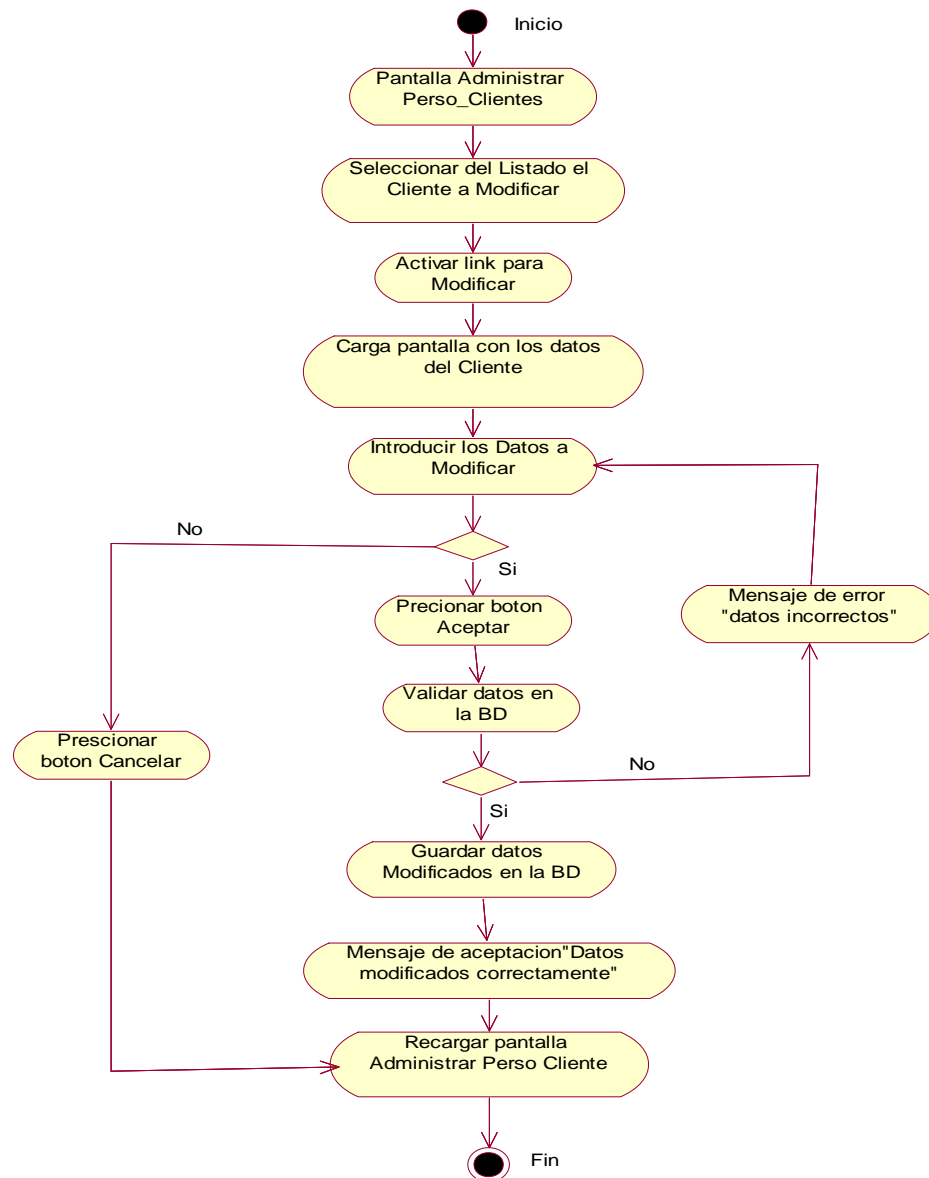 Inicio
Pantalla Administrar
Perso_Clientes
Seleccionar del Listado el
Cliente a Modificar
Activar link para
Modificar
Carga pantalla con los datos
del Cliente
Introducir los Datos a
Modificar
No
Si
Precionar boton
Aceptar
Mensaje de error
"datos incorrectos"
Validar datos en
la BD
Prescionar
boton Cancelar
No
Si
Guardar datos
Modificados en la BD
Mensaje de aceptacion"Datos
modificados correctamente"
Recargar pantalla
Administrar Perso Cliente
Fin